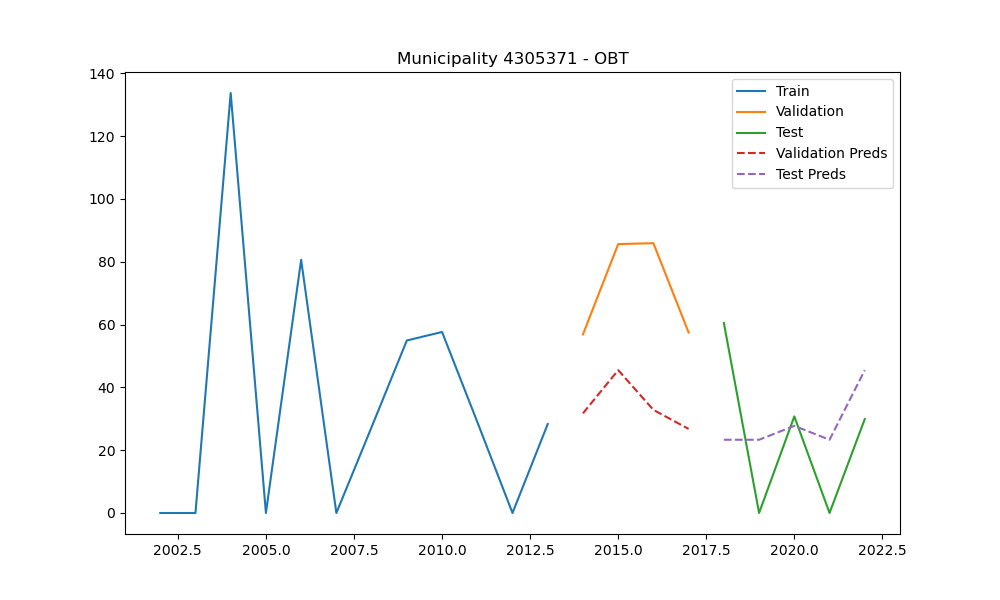 Municipality 4305371 - OBT
140
120
100
80
60
40
20
0
2002.5 2005.0 2007.5 2010.0 2012.5 2015.0 2017.5 2020.0 2022.5
Train
Validation
Test
Validation Preds
Test Preds